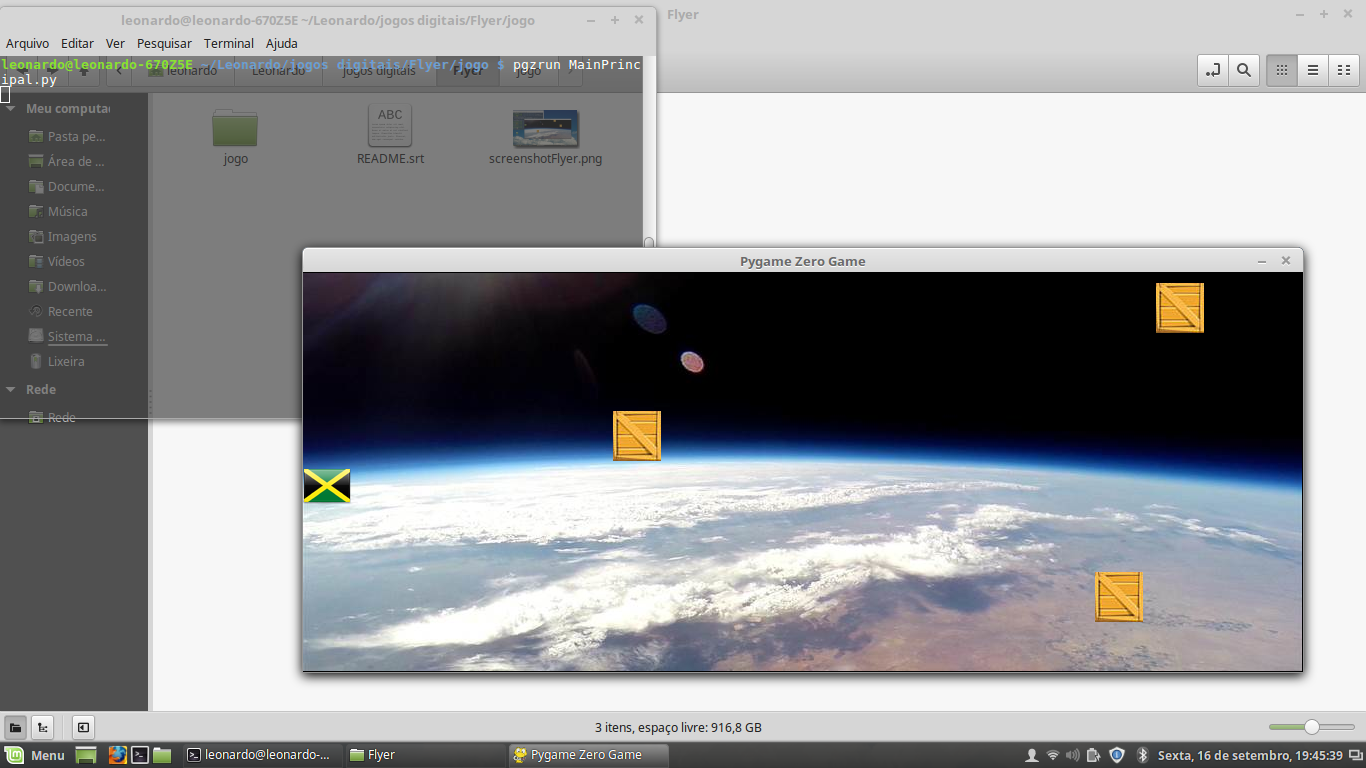 leonardo@leonardo-670Z5E ~/Leonardo/jogos digitais/Flyer/jogo
Flyer
Arquivo Editar Ver Pesquisar Terminal Ajuda
leonardo@leonardo-670Z5E ~/Leonardo/jogos digitais/Flyer/jogo $ pgzrun MainPrinc
ipal.py
leonardo Leonardo jogos digitais Flyer jogo
Meu computa
Pasta pe...
Área de ...
Docume...
Música
Imagens
Vídeos
Downloa...
Recente
Sistema ...
Lixeira
Rede
Rede
ABC
jogo
README.srt
screenshotFlyer.png
Pygame Zero Game
3 itens, espaço livre: 916,8 GB
Menu
leonardo@leonardo-...
Flyer
Pygame Zero Game
Sexta, 16 de setembro, 19:45:39